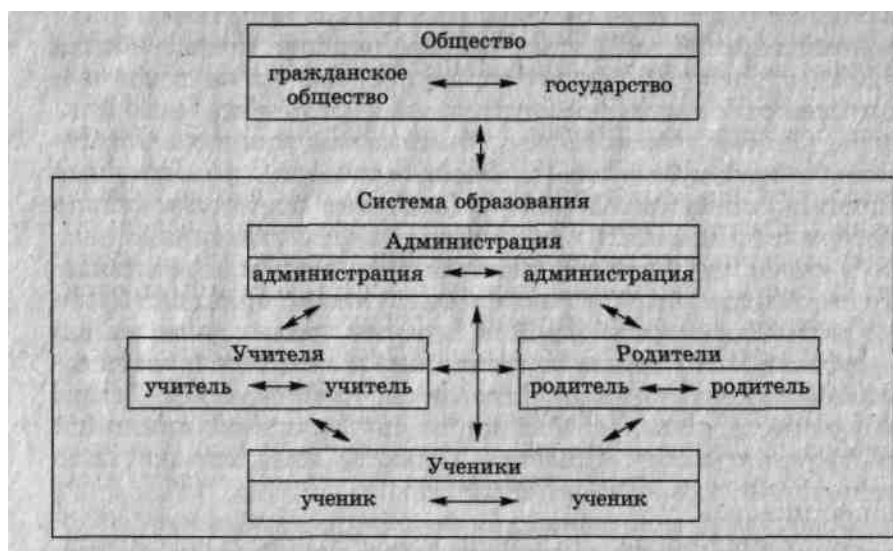 Общество
гражданское общество государство
Система образования
Администрация
администрация администрация
Учителя
учитель учитель
Родители
родитель родитель
Ученики
ученик ученик